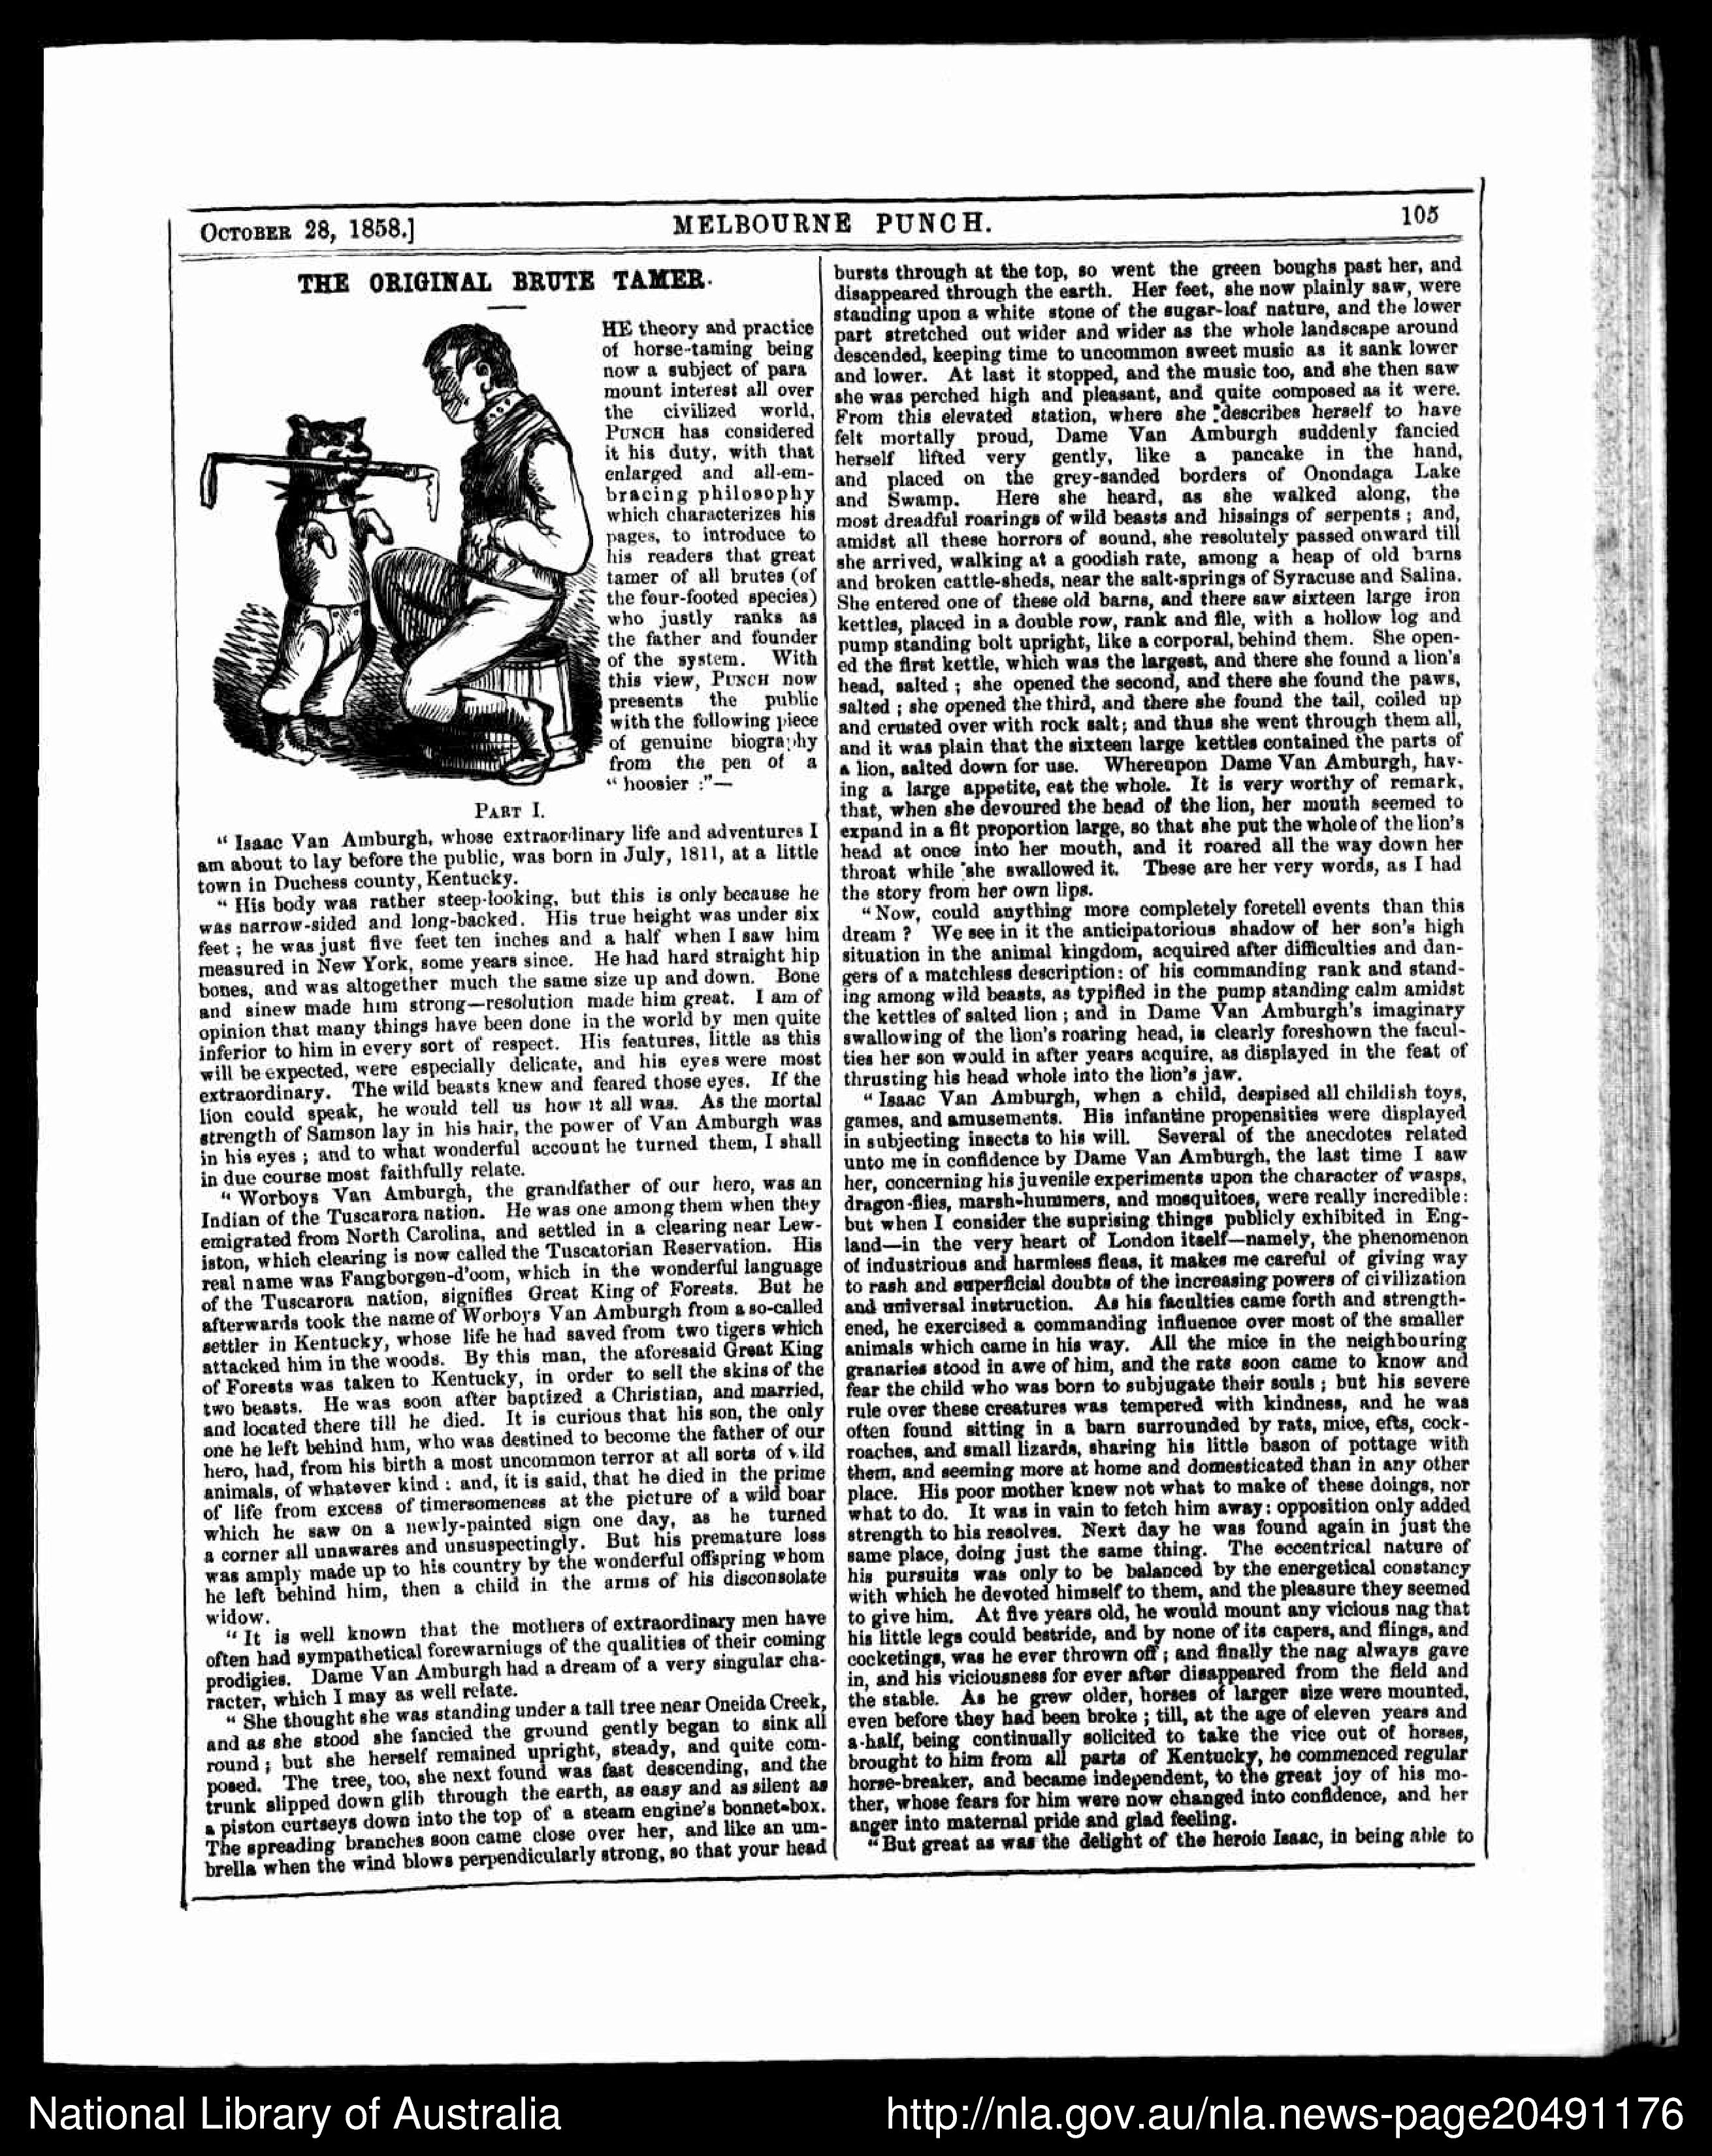 OCTOBER 28, 1858.]
MELBOURNE PUNCH.
105
THE ORIGINAL BRUTE TAMER.
HE theory and practice
of horse-taming being
now a subject of para
mount interest all over
the civilized world,
PUNCH has considered
it his duty, with that
enlarged and all-em-
bracing philosophy
which characterizes his
pages, to introduce to
his readers that great
tamer of all brutes (of
the four-footed species)
who justly ranks as
the father and founder
of the system. With
this view, PUNCH now
presents the public
with the following piece
of genuine biography
from the pen of a
“ hoosier :”—
PART I.
“ Isaac Van Amburgh, whose extraordinary life and adventures I
am about to lay before the public, was born in July, 1811, at a little
town in Duchess county, Kentucky.
“ His body was rather steep-looking, but this is only because he
was narrow-sided and long-backed. His true height was under six
feet ; he was just five feet ten inches and a half when I saw him
measured in New York, some years since. He had hard straight hip
bones, and was altogether much the same size up and down. Bone
and sinew made him strong—resolution made him great. I am of
opinion that many things have been done in the world by men quite
inferior to him in every sort of respect. His features, little as this
will be expected, were especially delicate, and his eyes were most
extraordinary. The wild beasts knew and feared those eyes. If the
lion could speak, he would tell us how it all was. As the mortal
strength of Samson lay in his hair, the power of Van Amburgh was
in his eyes ; and to what wonderful account he turned them, I shall
in due course most faithfully relate.
“ Worboys Van Amburgh, the grandfather of our hero, was an
Indian of the Tuscarora nation. He was one among them when they
emigrated from North Carolina, and settled in a clearing near Lew-
iston, which clearing is now called the Tuscatorian Reservation. His
real name was Fangborgen-d’oom, which in the wonderful language
of the Tuscarora nation, signifies Great King of Forests. But he
afterwards took the name of Worboys Van Amburgh from a so-called
settler in Kentucky, whose life he had saved from two tigers which
attacked him in the woods. By this man, the aforesaid Great King
of Forests was taken to Kentucky, in order to sell the skins of the
two beasts. He was soon after baptized a Christian, and married,
and located there till he died. It is curious that his son, the only
one he left behind him, who was destined to become the father of our
hero, had, from his birth a most uncommon terror at all sorts of wild
animals, of whatever kind : and, it is said, that he died in the prime
of life from excess of timersomeness at the picture of a wild boar
which he saw on a newly-painted sign one day, as he turned
a corner all unawares and unsuspectingly. But his premature loss
was amply made up to his country by the wonderful offspring whom
he left behind him, then a child in the arms of his disconsolate
widow.
“ It is well known that the mothers of extraordinary men have
often had sympathetical forewarnings of the qualities of their coming
prodigies. Dame Van Amburgh had a dream of a very singular cha-
racter, which I may as well relate.
“ She thought she was standing under a tall tree near Oneida Creek,
and as she stood she fancied the ground gently began to sink all
round ; but she herself remained upright, steady, and quite com-
posed. The tree, too, she next found was fast descending, and the
trunk slipped down glib through the earth, as easy and as silent as
a piston curtseys down into the top of a steam engine’s bonnet-box.
The spreading branches soon came close over her, and like an um-
brella when the wind blows perpendicularly strong, so that your head
bursts through at the top, so went the green boughs past her, and
disappeared through the earth. Her feet, she now plainly saw, were
standing upon a white stone of the sugar-loaf nature, and the lower
part stretched out wider and wider as the whole landscape around
descended, keeping time to uncommon sweet music as it sank lower
and lower. At last it stopped, and the music too, and she then saw
she was perched high and pleasant, and quite composed as it were.
From this elevated station, where she describes herself to have
felt mortally proud, Dame Van Amburgh suddenly fancied
herself lifted very gently, like a pancake in the hand,
and placed on the grey-sanded borders of Onondaga Lake
and Swamp. Here she heard, as she walked along, the
most dreadful roarings of wild beasts and hissings of serpents ; and,
amidst all these horrors of sound, she resolutely passed onward till
she arrived, walking at a goodish rate, among a heap of old barns
and broken cattle-sheds, near the salt-springs of Syracuse and Salina.
She entered one of these old barns, and there saw sixteen large iron
kettles, placed in a double row, rank and file, with a hollow log and
pump standing bolt upright, like a corporal, behind them. She open-
ed the first kettle, which was the largest, and there she found a lion’s
head, salted ; she opened the second, and there she found the paws,
salted ; she opened the third, and there she found the tail, coiled up
and crusted over with rock salt; and thus she went through them all,
and it was plain that the sixteen large kettles contained the parts of
a lion, salted down for use. Whereupon Dame Van Amburgh, hav-
ing a large appetite, eat the whole. It is very worthy of remark,
that, when she devoured the head of the lion, her mouth seemed to
expand in a fit proportion large, so that she put the whole of the lion’s
head at once into her mouth, and it roared all the way down her
throat while she swallowed it. These are her very words, as I had
the story from her own lips.
“ Now, could anything more completely foretell events than this
dream ? We see in it the anticipatorious shadow of her son’s high
situation in the animal kingdom, acquired after difficulties and dan-
gers of a matchless description: of his commanding rank and stand-
ing among wild beasts, as typified in the pump standing calm amidst
the kettles of salted lion ; and in Dame Van Amburgh’s imaginary
swallowing of the lion’s roaring head, is clearly foreshown the facul-
ties her son would in after years acquire, as displayed in the feat of
thrusting his head whole into the lion’s jaw.
“ Isaac Van Amburgh, when a child, despised all childish toys,
games, and amusements. His infantine propensities were displayed
in subjecting insects to his will. Several of the anecdotes related
unto me in confidence by Dame Van Amburgh, the last time I saw
her, concerning his juvenile experiments upon the character of wasps,
dragon-flies, marsh-hummers, and mosquitoes, were really incredible:
but when I consider the suprising things publicly exhibited in Eng-
land—in the very heart of London itself—namely, the phenomenon
of industrious and harmless fleas, it makes me careful of giving way
to rash and superficial doubts of the increasing powers of civilization
and universal instruction. As his faculties came forth and strength-
ened, he exercised a commanding influence over most of the smaller
animals which came in his way. All the mice in the neighbouring
granaries stood in awe of him, and the rats soon came to know and
fear the child who was born to subjugate their souls ; but his severe
rule over these creatures was tempered with kindness, and he was
often found sitting in a barn surrounded by rats, mice, efts, cock-
roaches, and small lizards, sharing his little bason of pottage with
them, and seeming more at home and domesticated than in any other
place. His poor mother knew not what to make of these doings, nor
what to do. It was in vain to fetch him away: opposition only added
strength to his resolves. Next day he was found again in just the
same place, doing just the same thing. The eccentrical nature of
his pursuits was only to be balanced by the energetical constancy
with which he devoted himself to them, and the pleasure they seemed
to give him. At five years old, he would mount any vicious nag that
his little legs could bestride, and by none of its capers, and flings, and
cocketings, was he ever thrown off ; and finally the nag always gave
in, and his viciousness for ever after disappeared from the field and
the stable. As he grew older, horses of larger size were mounted,
even before they had been broke ; till, at the age of eleven years and
a-half, being continually solicited to take the vice out of horses,
brought to him from all parts of Kentucky, he commenced regular
horse-breaker, and became independent, to the great joy of his mo-
ther, whose fears for him were now changed into confidence, and her
anger into maternal pride and glad feeling.
“ But great as was the delight of the heroic Isaac, in being able to
National Library of Australia
http://nla.gov.au/nla.news-page20491176